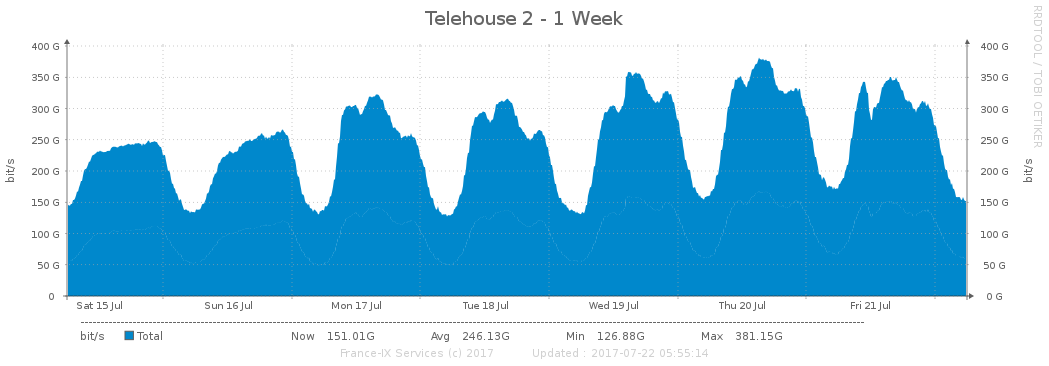 Telehouse 2 - 1 Week
RRDTOOL / TOBI OETIKER
400 G 400 G
350 G 350 G
300 G 300 G
250 G 250 G
200 G 200 G
150 G 150 G
100 G 100 G
50 G 50 G
0 0 G
bit/s bit/s
Sat 15 Jul Sun 16 Jul Mon 17 Jul Tue 18 Jul Wed 19 Jul Thu 20 Jul Fri 21 Jul
bit/s Total Now 151.01G Avg 246.13G Min 126.88G Max 381.15G
France-IX Services (c) 2017 Updated : 2017-07-22 05:55:14